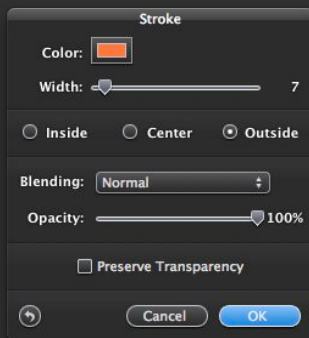 Stroke
Color:
Width: 7
Inside Center Outside
Blending: Normal
Opacity: 100%
Preserve Transparency
Cancel OK